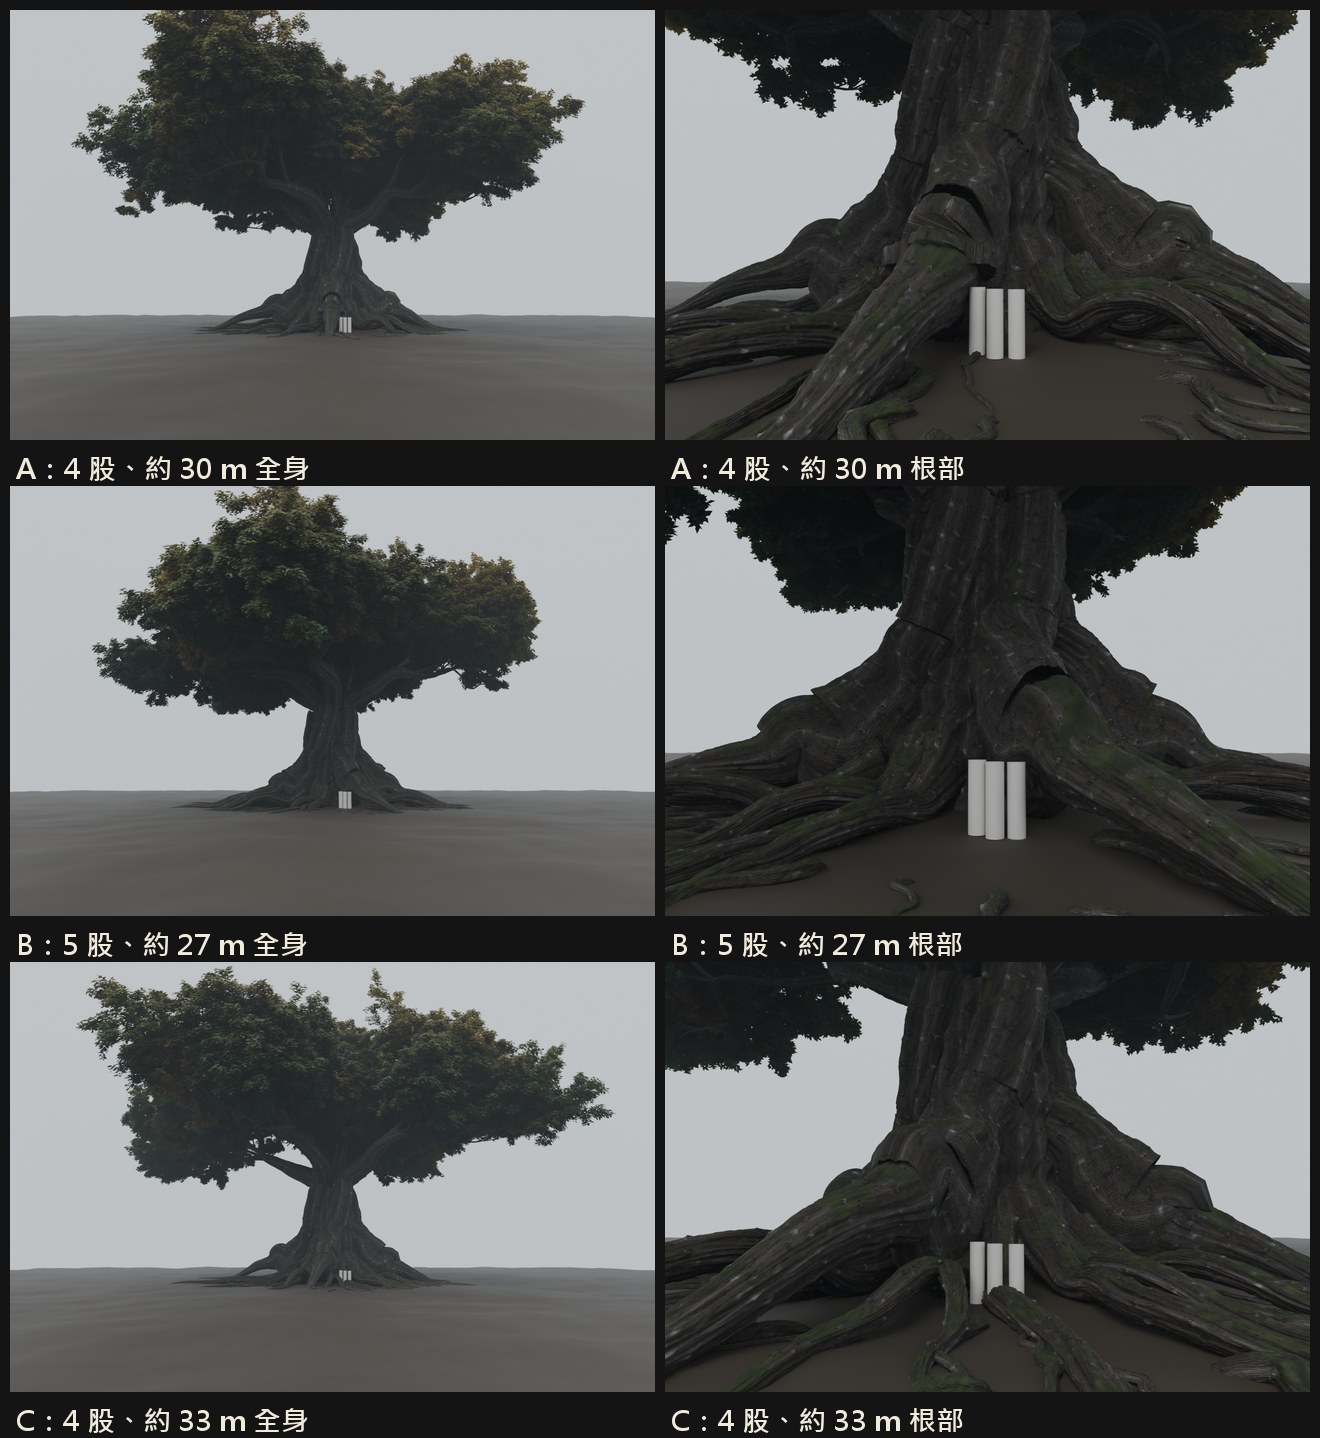 A：4 股、約 30 m 全身
A：4 股、約 30 m 根部
B：5 股、約 27 m 全身
B：5 股、約 27 m 根部
C：4 股、約 33 m 全身
C：4 股、約 33 m 根部